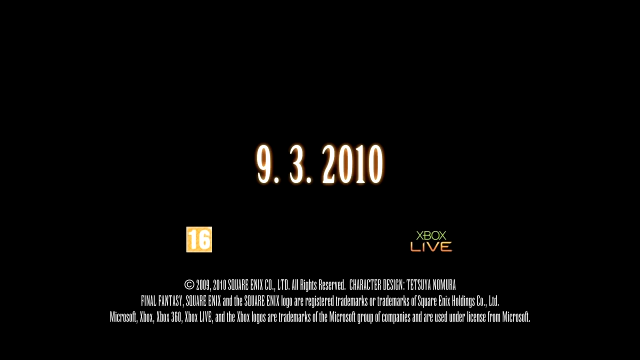 9. 3. 2010
16
XBOX
LIVE
© 2009, 2010 SQUARE ENIX CO., LTD. All Rights Reserved. CHARACTER DESIGN: TETSUYA NOMURA
FINAL FANTASY, SQUARE ENIX and the SQUARE ENIX logo are registered trademarks or trademarks of Square Enix Holdings Co., Ltd.
Microsoft, Xbox, Xbox 360, Xbox LIVE, and the Xbox logos are trademarks of the Microsoft group of companies and are used under license from Microsoft.